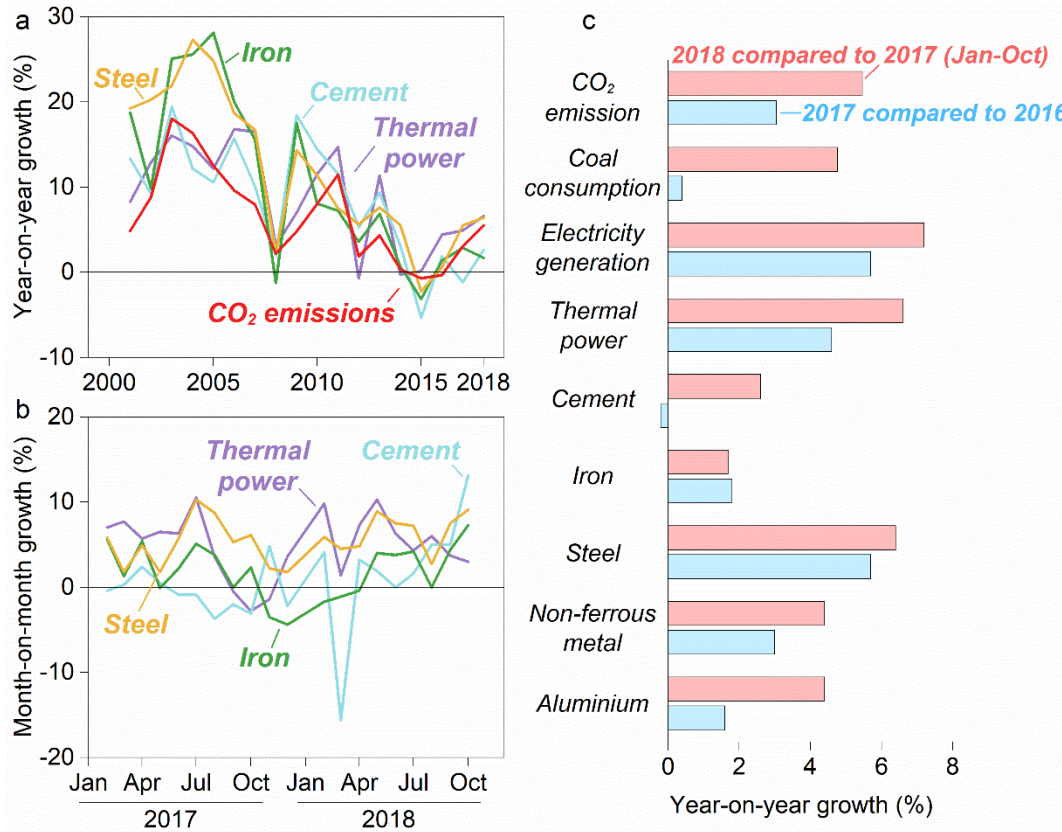 a
30
20
10
0
-10
Year-on-year growth (%)
Steel
Iron
Cement
Thermal
power
CO₂ emissions
2000
2005
2010
2015
2018
b
20
10
0
-10
-20
Month-on-month growth (%)
Thermal
power
Cement
Steel
Iron
Jan
Apr
Jul
Oct
Jan
Apr
Jul
Oct
2017
2018
c
2018 compared to 2017 (Jan-Oct)
2017 compared to 2016
CO₂
emission
Coal
consumption
Electricity
generation
Thermal
power
Cement
Iron
Steel
Non-ferrous
metal
Aluminium
0
2
4
6
8
Year-on-year growth (%)